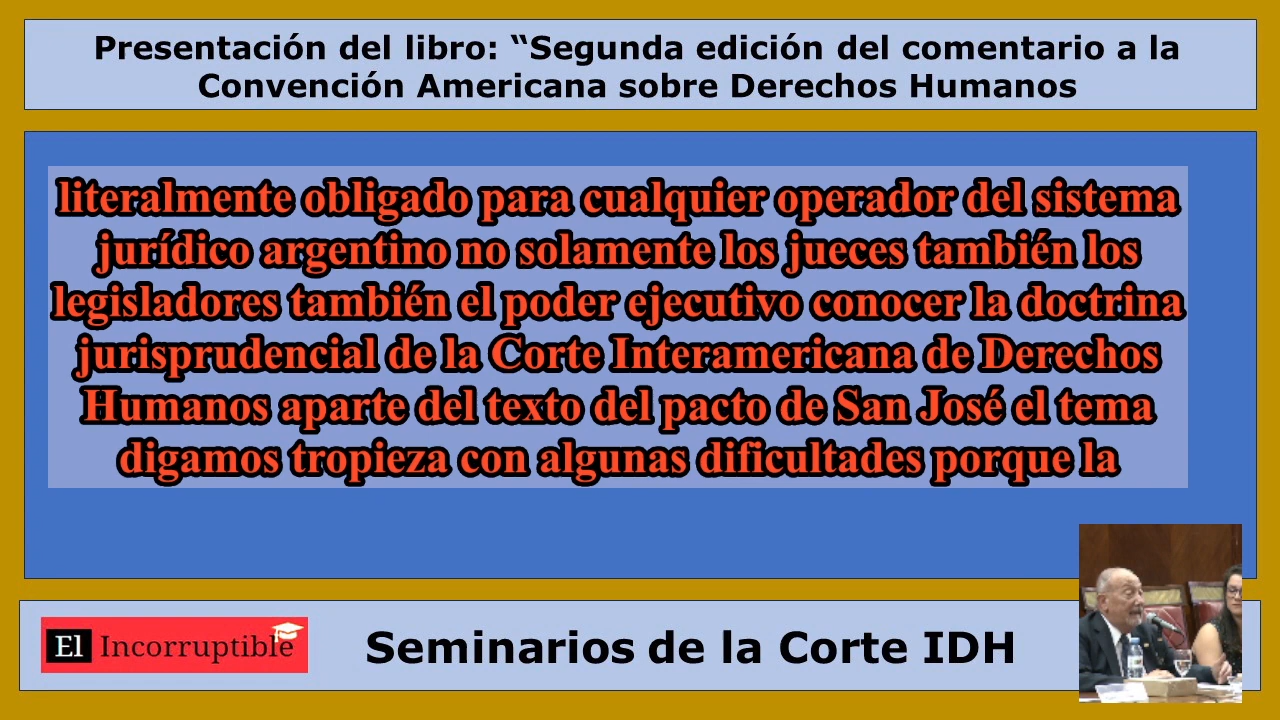 Presentación del libro: “Segunda edición del comentario a la
Convención Americana sobre Derechos Humanos
literalmente obligado para cualquier operador del sistema
jurídico argentino no solamente los jueces también los
legisladores también el poder ejecutivo conocer la doctrina
jurisprudencial de la Corte Interamericana de Derechos
Humanos aparte del texto del pacto de San José el tema
digamos tropieza con algunas dificultades porque la
El Incorruptible
Seminarios de la Corte IDH